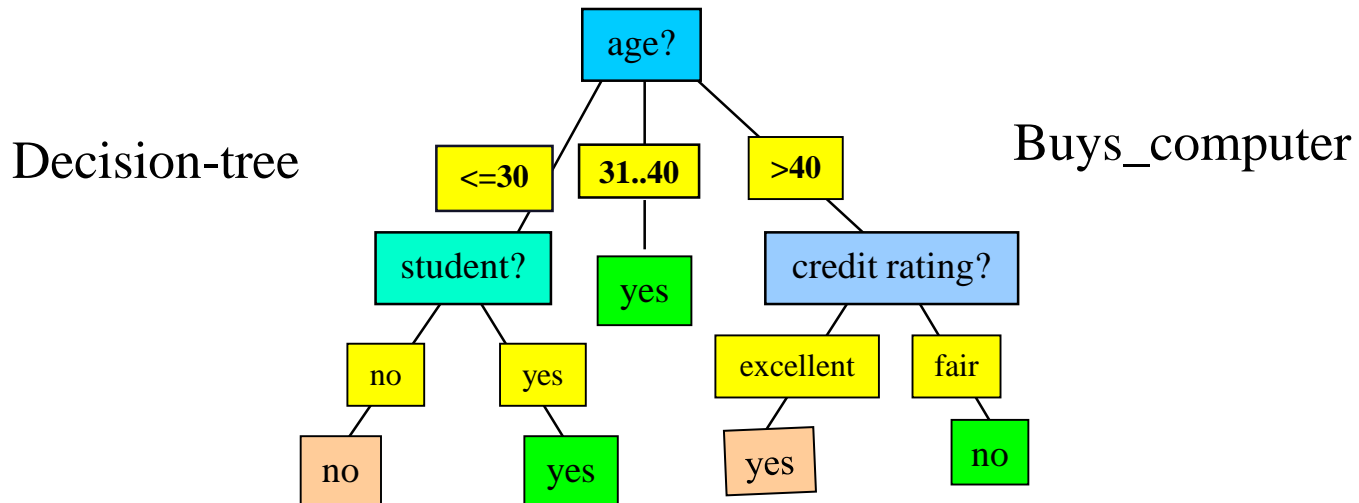 age?
Decision-tree
Buys_computer
<=30
31..40
>40
student?
yes
credit rating?
no
yes
excellent
fair
no
yes
yes
no